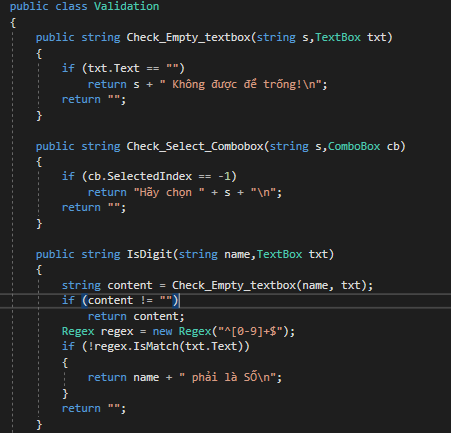 public class Validation
{
public string Check_Empty_textbox(string s,TextBox txt)
{
if (txt.Text == "")
return s + " Không được để trống!\n";
return "";
}
public string Check_Select_Combobox(string s,ComboBox cb)
{
if (cb.SelectedIndex == -1)
return "Hãy chọn " + s + "\n";
return "";
}
public string IsDigit(string name,TextBox txt)
{
string content = Check_Empty_textbox(name, txt);
if (content != "")
return content;
Regex regex = new Regex("^[0-9]+$");
if (!regex.IsMatch(txt.Text))
{
return name + " phải là SỐ\n";
}
return "";
}